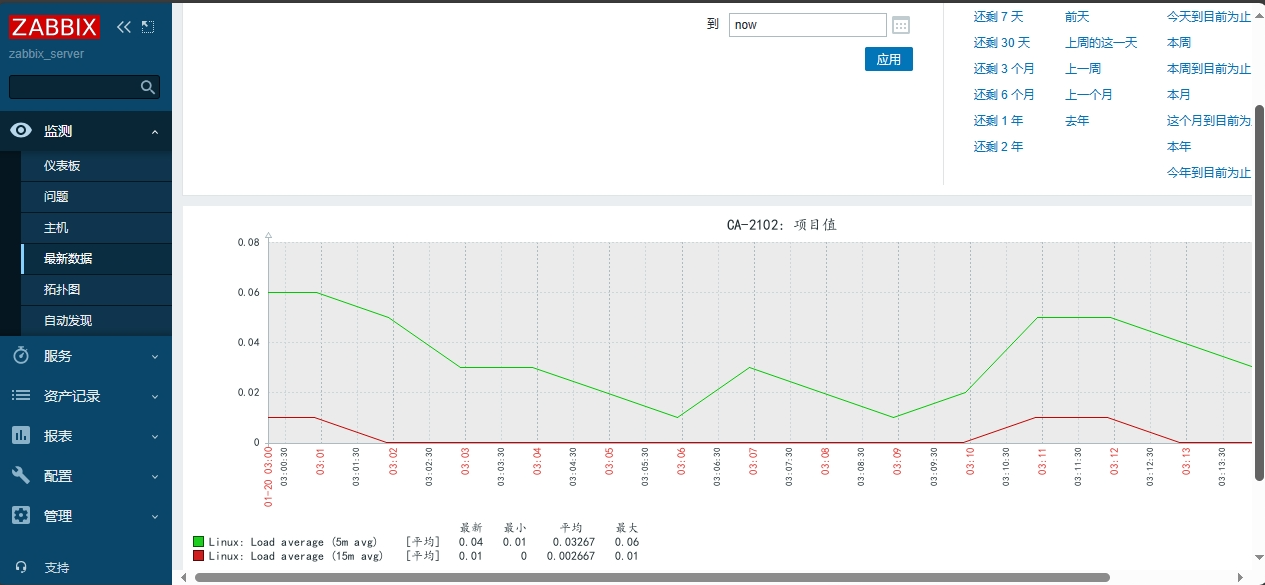 ZABBIX
zabbix_server
监测
仪表板
问题
主机
最新数据
拓扑图
自动发现
服务
资产记录
报表
配置
管理
支持
到 now
应用
还剩 7 天 前天 今天到目前为止
还剩 30 天 上周的这一天 本周
还剩 3 个月 上一周 本周到目前为止
还剩 6 个月 上一个月 本月
还剩 1 年 去年 这个月到目前为
还剩 2 年 本年
今年到目前为止
CA-2102: 项目值
0.08
0.06
0.04
0.02
0
01-20 03:00 03:00:30 03:01 03:01:30 03:02 03:02:30 03:03 03:03:30 03:04 03:04:30 03:05 03:05:30 03:06 03:06:30 03:07 03:07:30 03:08 03:08:30 03:09 03:09:30 03:10 03:10:30 03:11 03:11:30 03:12 03:12:30 03:13 03:13:30
最新 最小 平均 最大
Linux: Load average (5m avg) [平均] 0.04 0.01 0.03267 0.06
Linux: Load average (15m avg) [平均] 0.01 0 0.002667 0.01